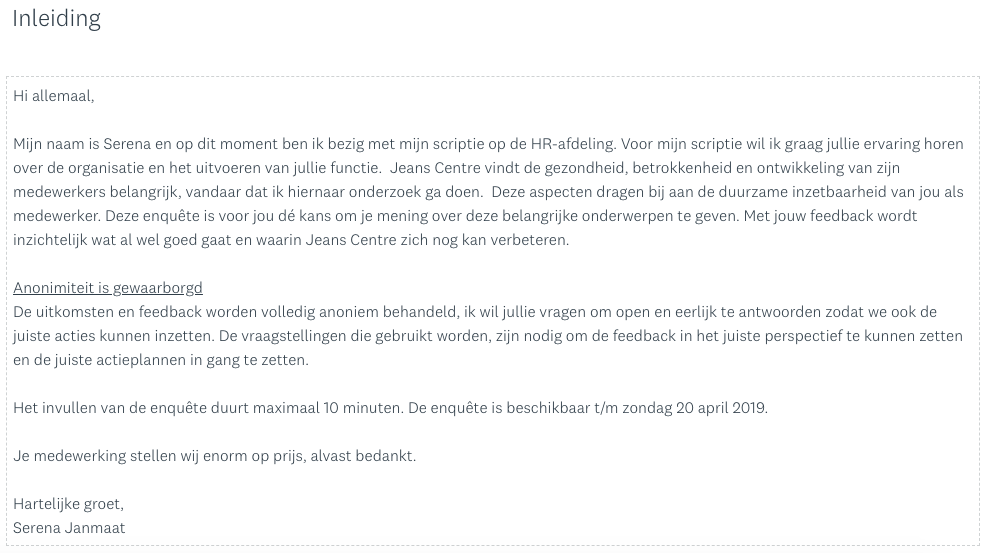 Inleiding
Hi allemaal,
Mijn naam is Serena en op dit moment ben ik bezig met mijn scriptie op de HR-afdeling. Voor mijn scriptie wil ik graag jullie ervaring horen
over de organisatie en het uitvoeren van jullie functie.  Jeans Centre vindt de gezondheid, betrokkenheid en ontwikkeling van zijn
medewerkers belangrijk, vandaar dat ik hiernaar onderzoek ga doen.  Deze aspecten dragen bij aan de duurzame inzetbaarheid van jou als
medewerker. Deze enquête is voor jou dé kans om je mening over deze belangrijke onderwerpen te geven. Met jouw feedback wordt
inzichtelijk wat al wel goed gaat en waarin Jeans Centre zich nog kan verbeteren.
Anonimiteit is gewaarborgd
De uitkomsten en feedback worden volledig anoniem behandeld, ik wil jullie vragen om open en eerlijk te antwoorden zodat we ook de
juiste acties kunnen inzetten. De vraagstellingen die gebruikt worden, zijn nodig om de feedback in het juiste perspectief te kunnen zetten
en de juiste actieplannen in gang te zetten.
Het invullen van de enquête duurt maximaal 10 minuten. De enquête is beschikbaar t/m zondag 20 april 2019.
Je medewerking stellen wij enorm op prijs, alvast bedankt.
Hartelijke groet,
Serena Janmaat